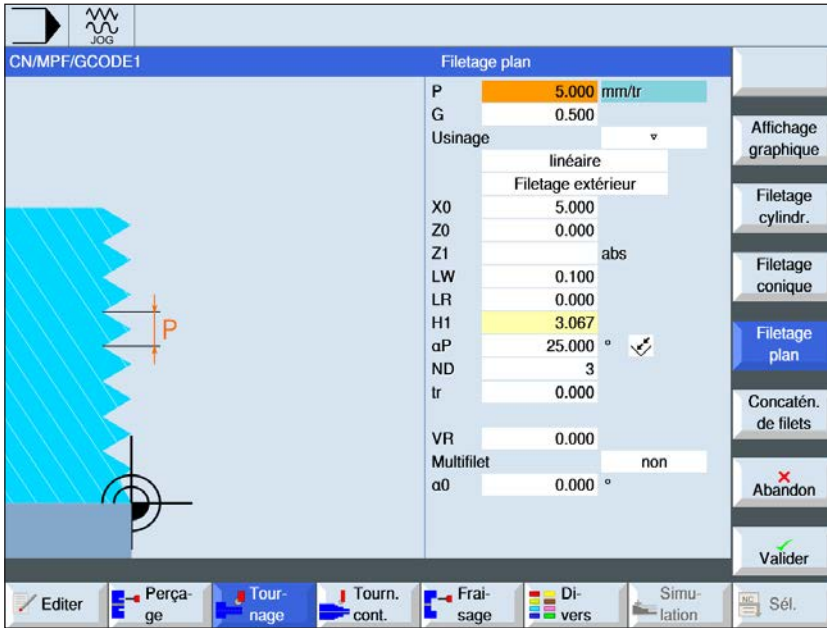 JOG
CN/MPF/GCODE1
Filetage plan
P 5.000 mm/tr
G 0.500
Usinage
linéaire
Filetage extérieur
X0 5.000
Z0 0.000
Z1 abs
LW 0.100
LR 0.000
H1 3.067
αP 25.000 °
ND 3
tr 0.000
VR 0.000
Multifilet non
α0 0.000 °
P
Affichage
graphique
Filetage
cylindr.
Filetage
conique
Filetage
plan
Concatén.
de filets
Abandon
Valider
Editer
Perça-
ge
Tour-
nage
Tourn.
cont.
Frai-
sage
Di-
vers
Simu-
lation
NC
Sél.